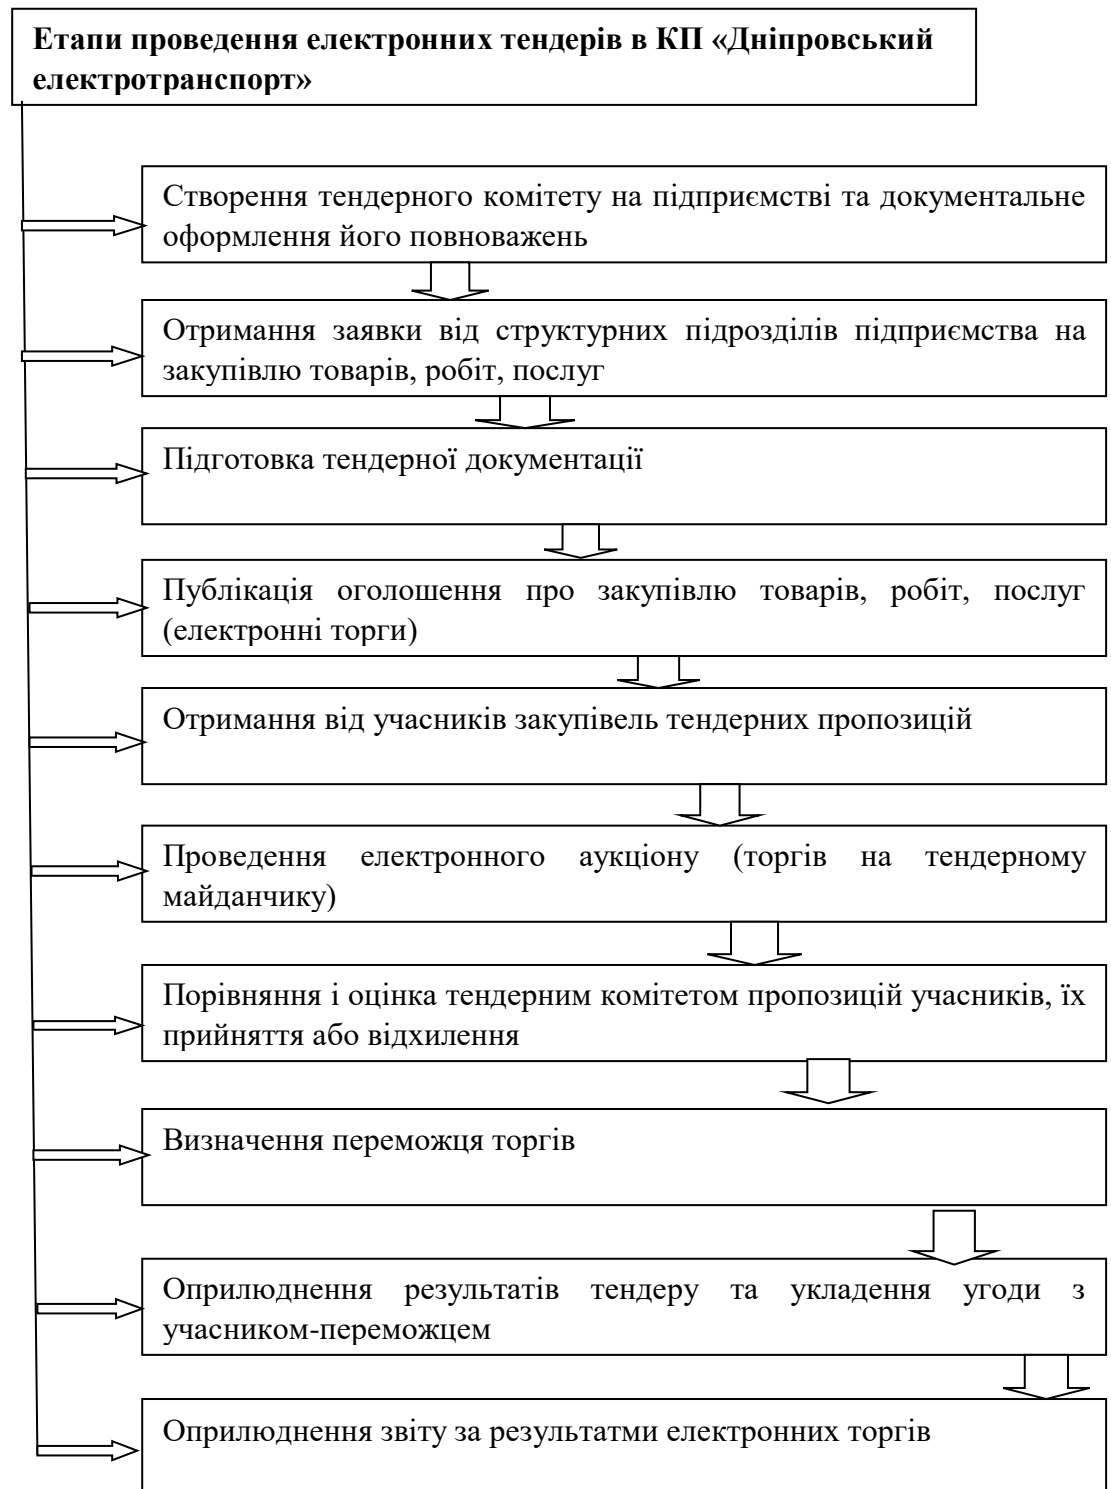 Етапи проведення електронних тендерів в КП «Дніпровський
електротранспорт»
Створення тендерного комітету на підприємстві та документальне
оформлення його повноважень
Отримання заявки від структурних підрозділів підприємства на
закупівлю товарів, робіт, послуг
Підготовка тендерної документації
Публікація оголошення про закупівлю товарів, робіт, послуг
(електронні торги)
Отримання від учасників закупівель тендерних пропозицій
Проведення електронного аукціону (торгів на тендерному
майданчику)
Порівняння і оцінка тендерним комітетом пропозицій учасників, їх
прийняття або відхилення
Визначення переможця торгів
Оприлюднення результатів тендеру та укладення угоди з
учасником-переможцем
Оприлюднення звіту за результатми електронних торгів